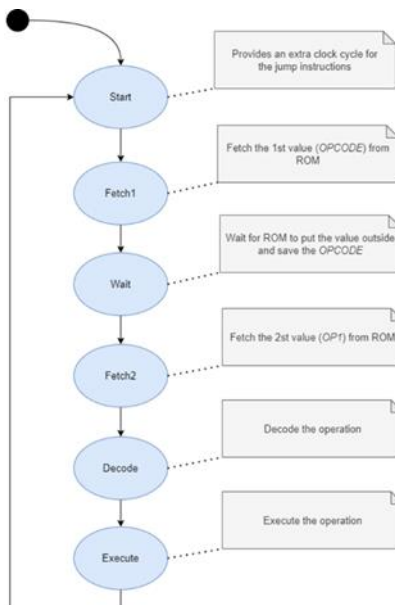 Provides an extra clock cycle for
the jump instructions
Start
Fetch the 1st value (OPCODE) from
ROM
Fetch1
Wait for ROM to put the value outside
and save the OPCODE
Wait
Fetch the 2st value (OP1) from ROM
Fetch2
Decode the operation
Decode
Execute the operation
Execute